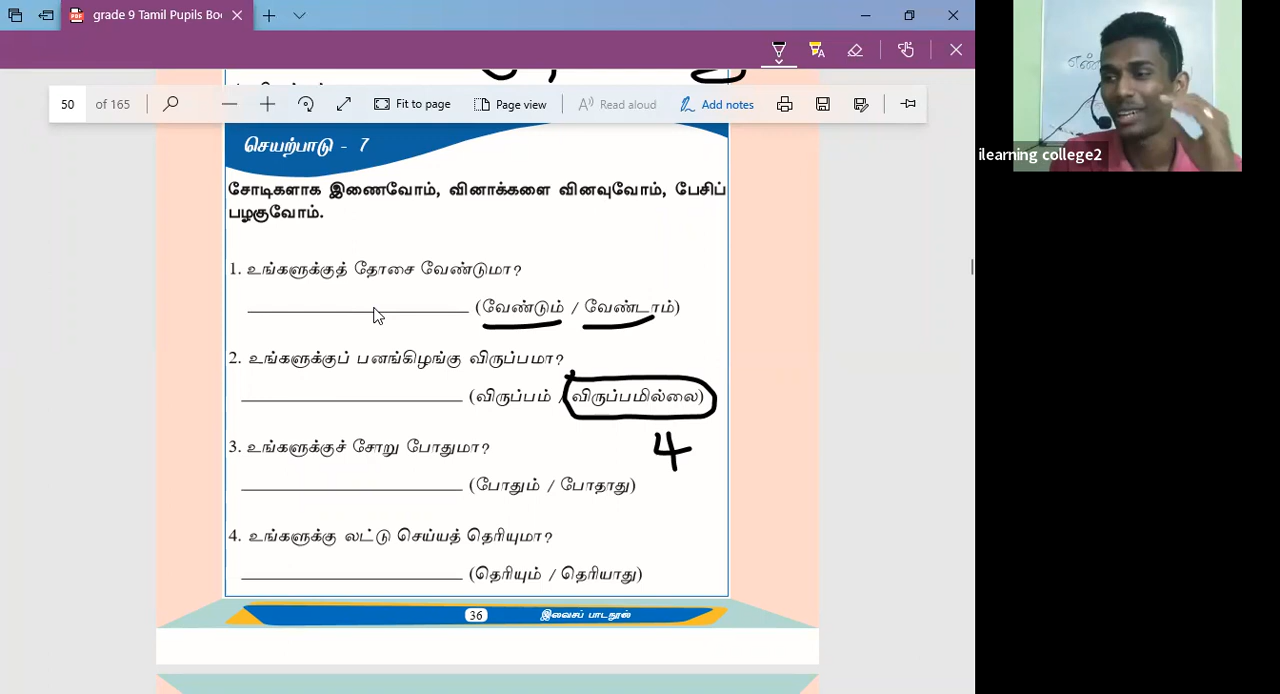 grade 9 Tamil Pupils Boo
50 of 165 Fit to page Page view Read aloud Add notes
செயற்பாடு - 7
சோடிகளாக இணைவோம், வினாக்களை வினவுவோம், பேசிப்
பழகுவோம்.
1. உங்களுக்குத் தோசை வேண்டுமா?
(வேண்டும் / வேண்டாம்)
2. உங்களுக்குப் பனங்கிழங்கு விருப்பமா?
(விருப்பம் / விருப்பமில்லை)
4
3. உங்களுக்குச் சோறு போதுமா?
(போதும் / போதாது)
4. உங்களுக்கு லட்டு செய்யத் தெரியுமா?
(தெரியும் / தெரியாது)
36 இலவசப் பாடநூல்
எண்
ilearning college2